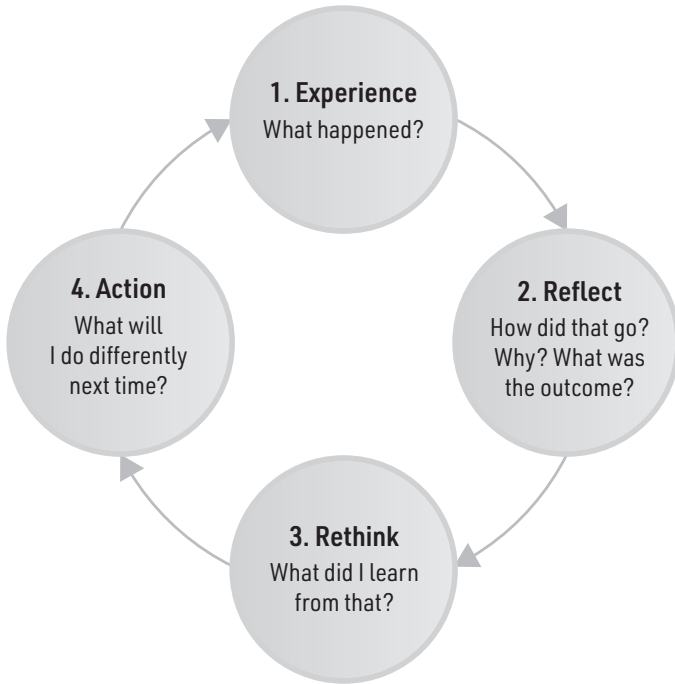 1. Experience
What happened?
2. Reflect
How did that go?
Why? What was
the outcome?
3. Rethink
What did I learn
from that?
4. Action
What will
I do differently
next time?